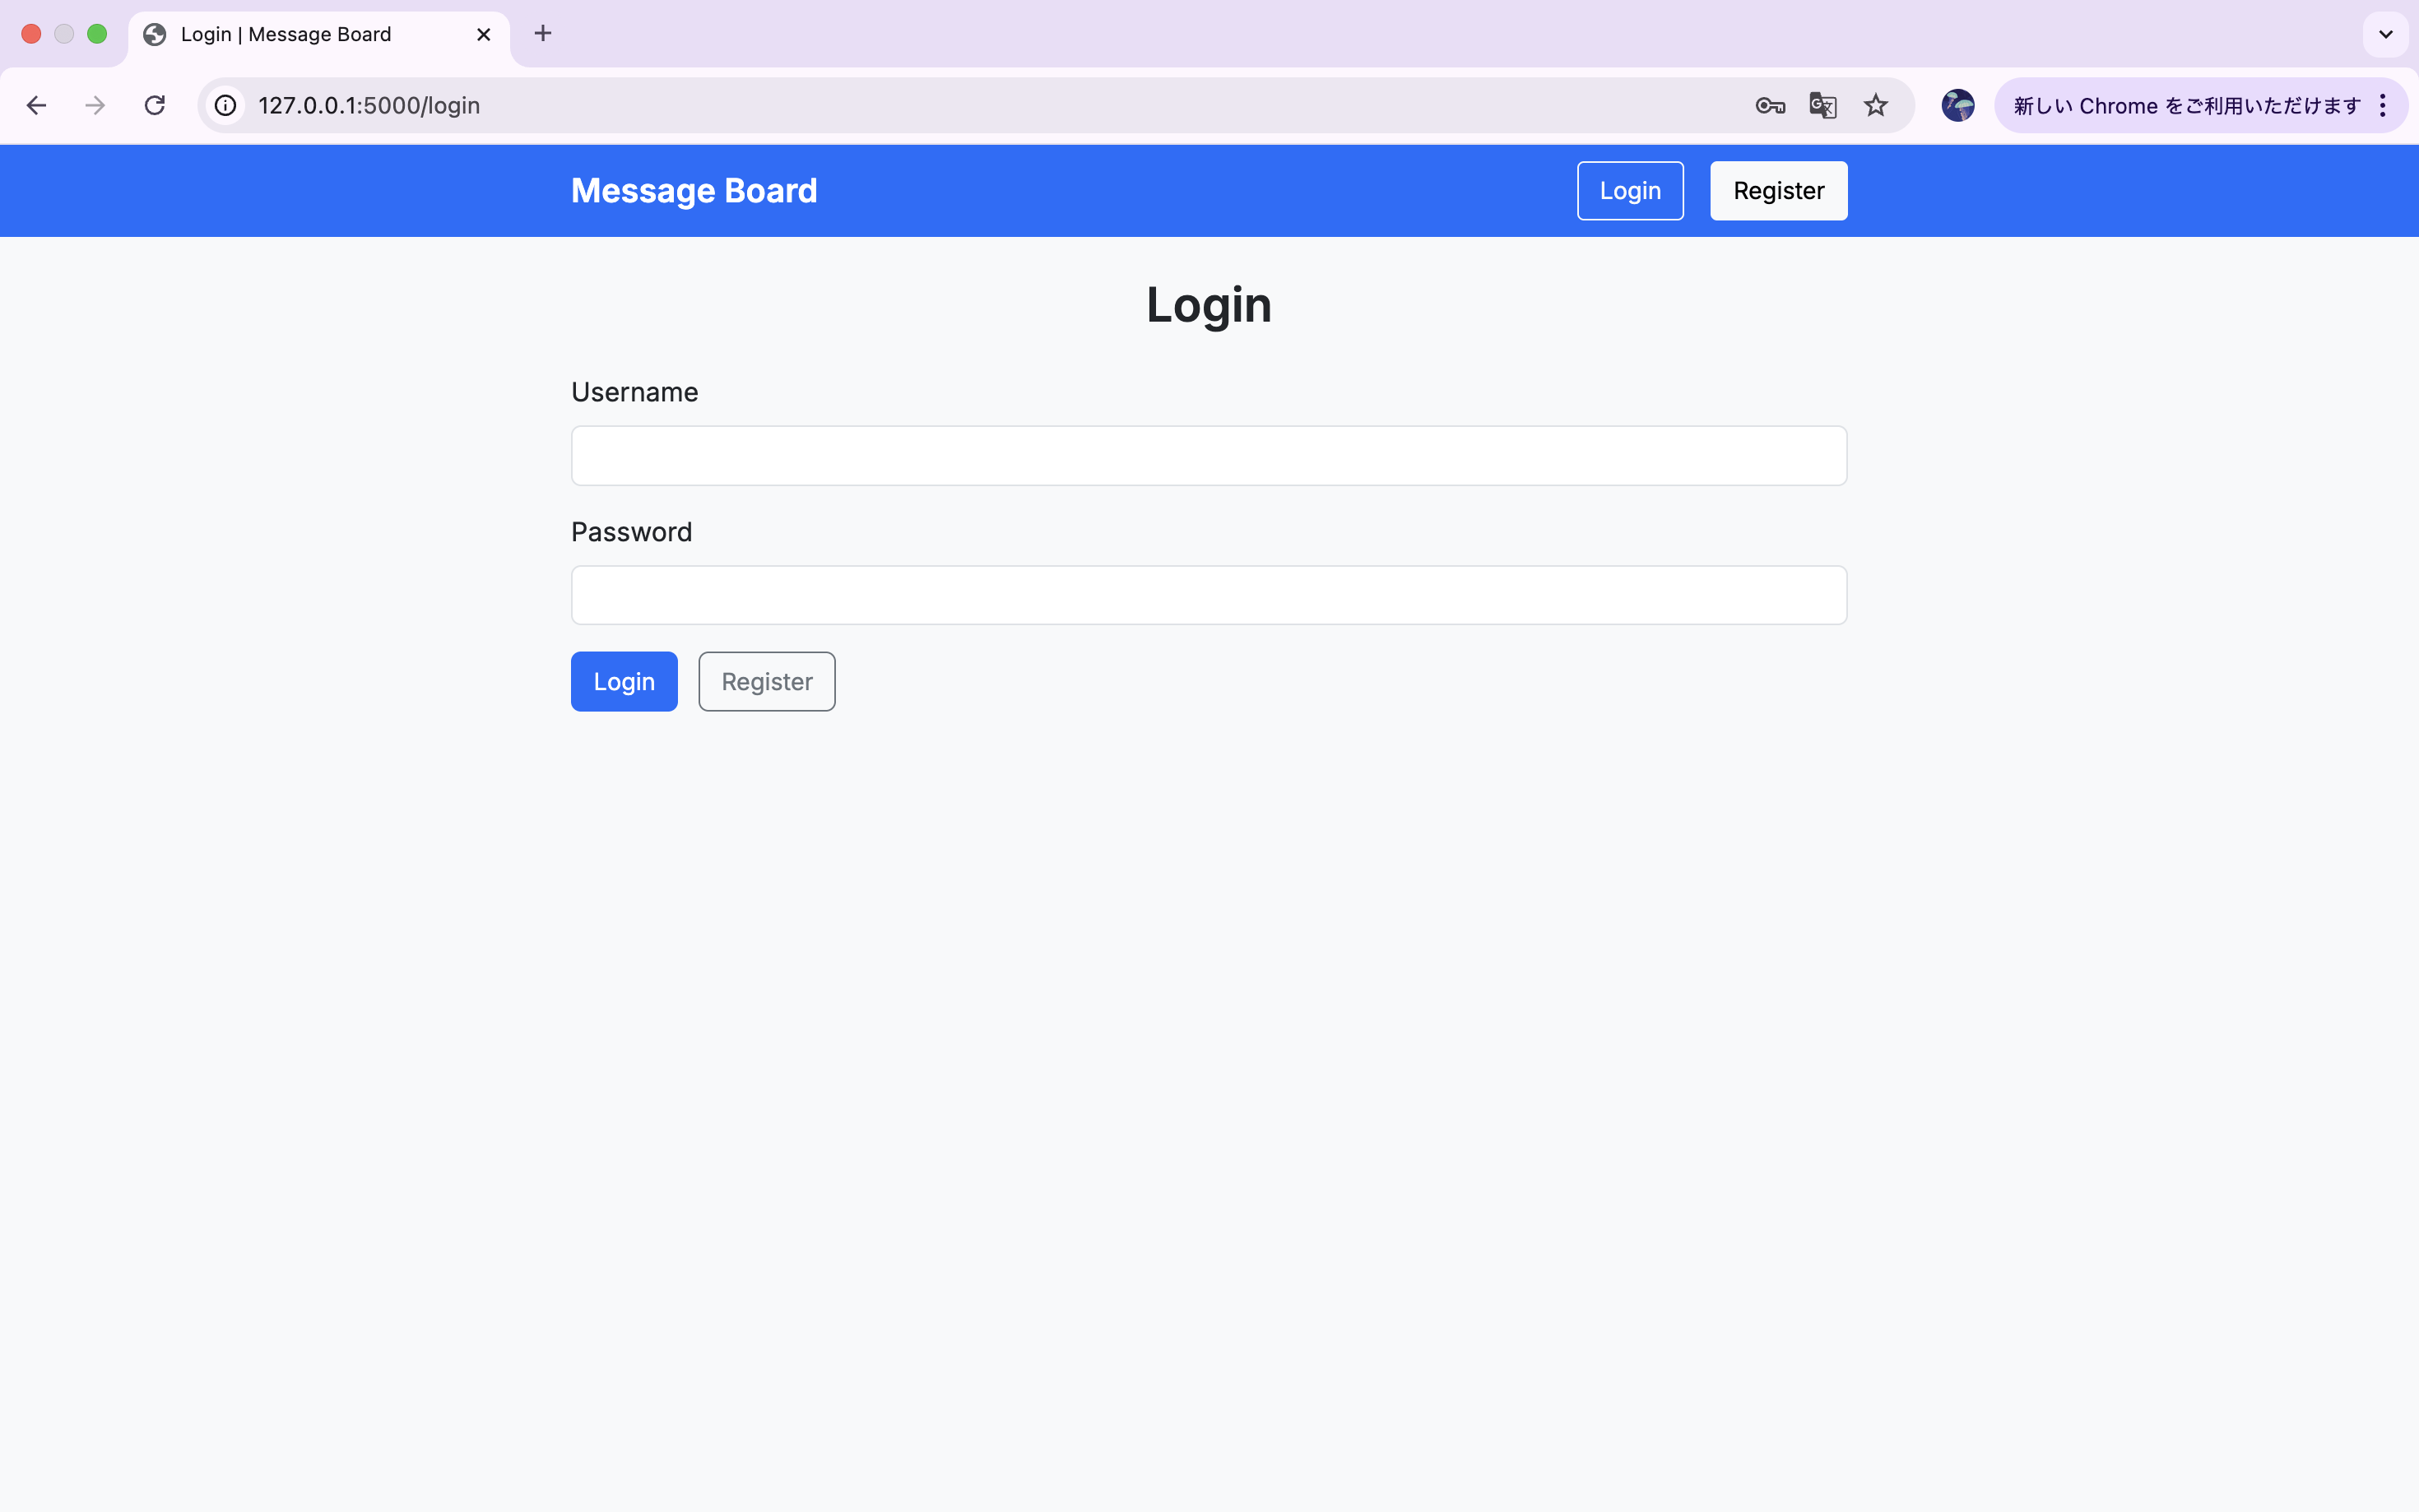 Login | Message Board
127.0.0.1:5000/login
新しい Chrome をご利用いただけます
Message Board
Login
Register
Login
Username
Password
Login
Register